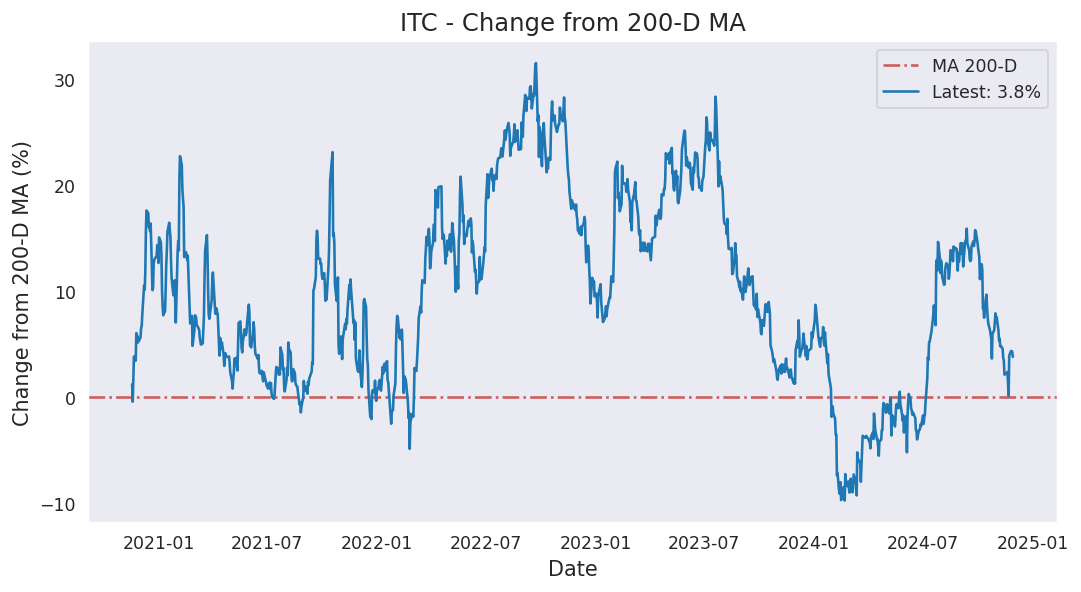 ITC - Change from 200-D MA
MA 200-D
Latest: 3.8%
Change from 200-D MA (%)
30
20
10
0
−10
2021-01 2021-07 2022-01 2022-07 2023-01 2023-07 2024-01 2024-07 2025-01
Date